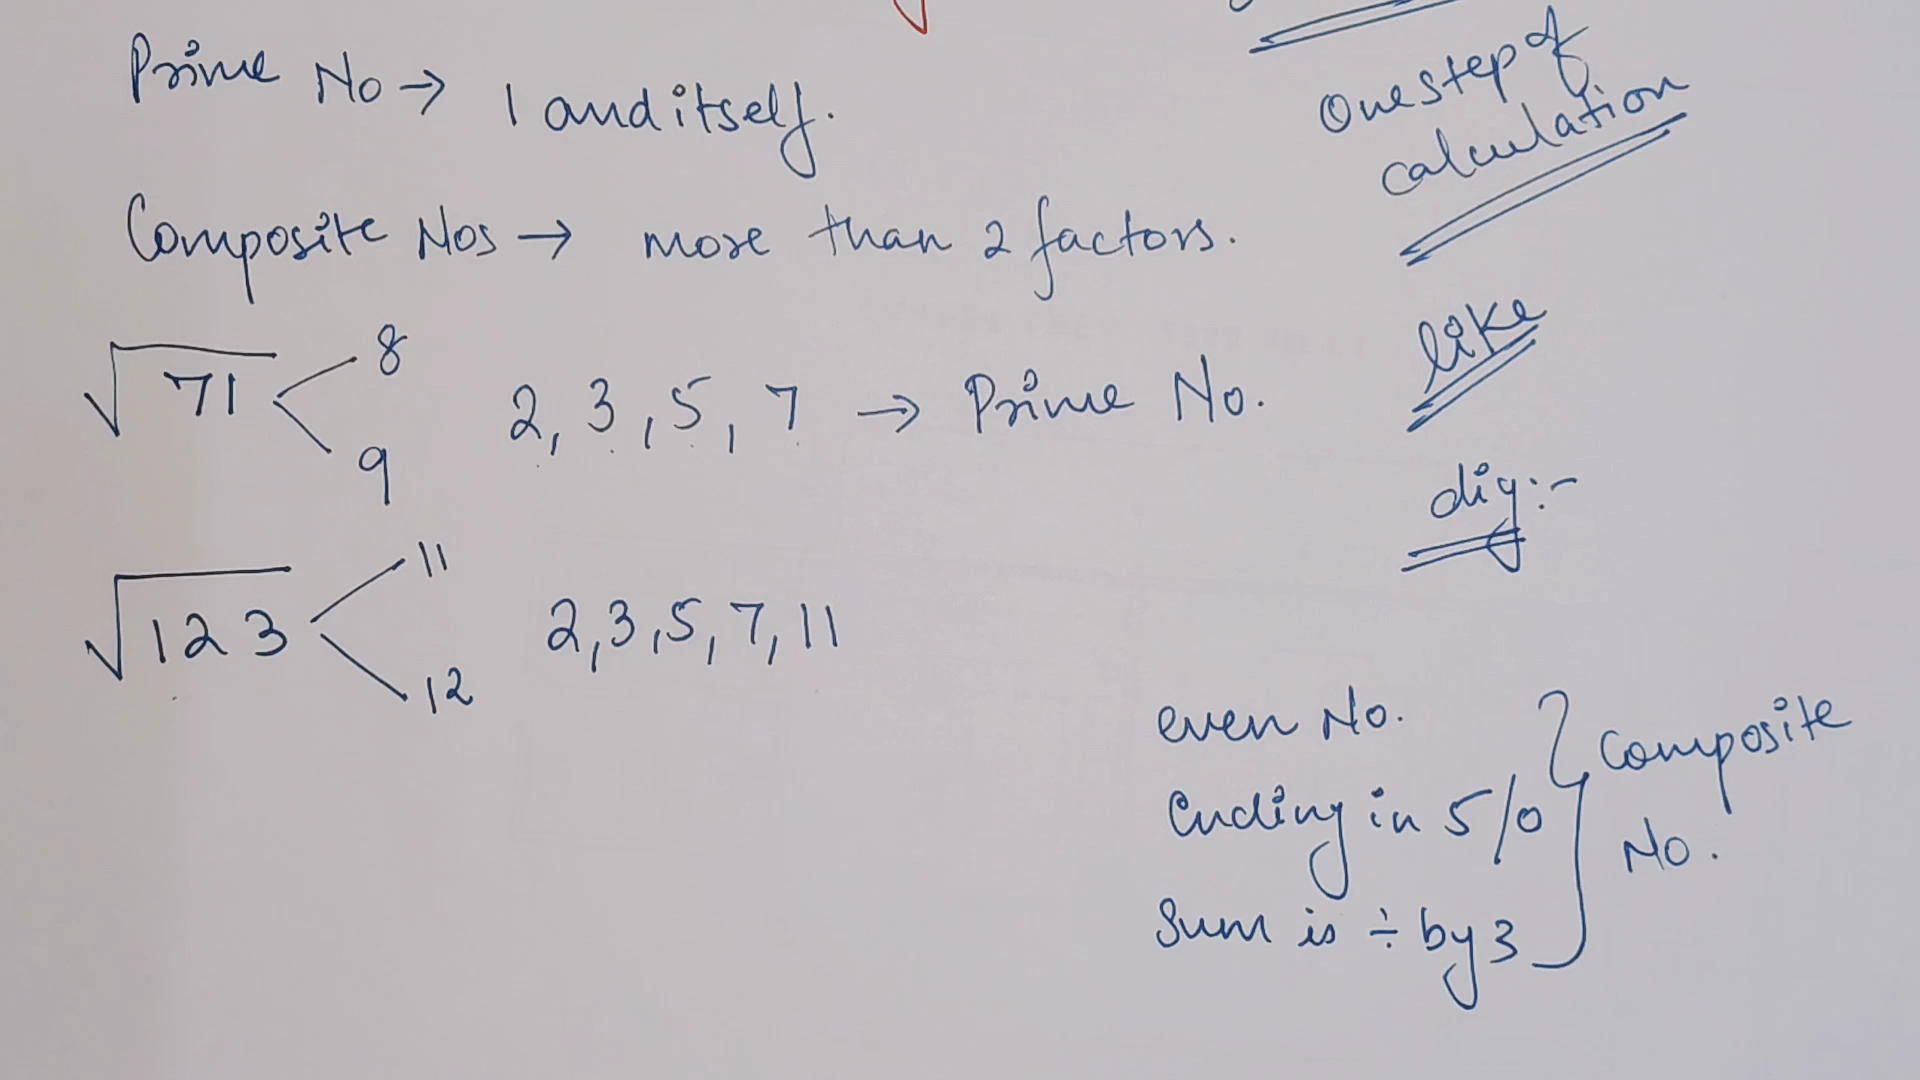 Prime No → 1 and itself.
Composite Nos → more than 2 factors.
√71 8 9 2, 3, 5, 7 → Prime No.
√123 11 12 2, 3, 5, 7, 11
One step of
calculation
like
dig:-
even No.
Ending in 5/0
Sum is ÷ by 3
Composite
No.